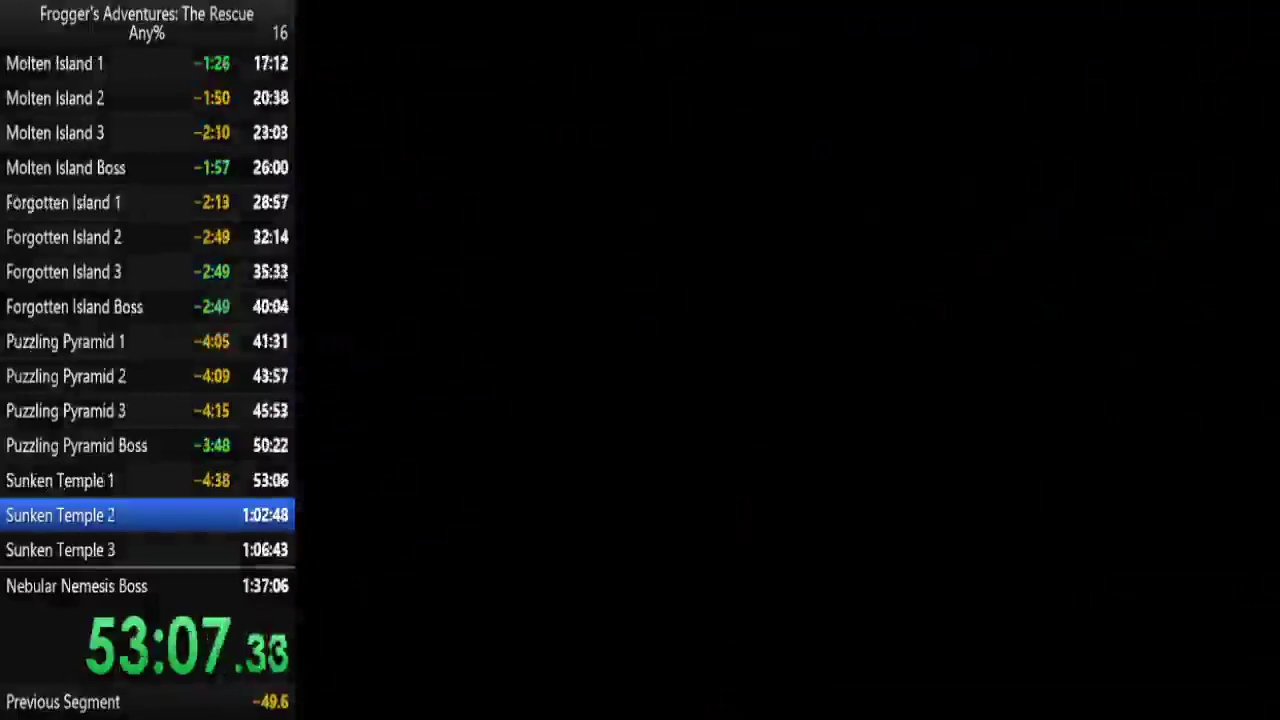 Frogger's Adventures: The Rescue
Any% 16
Molten Island 1 -1:26 17:12
Molten Island 2 -1:50 20:38
Molten Island 3 -2:10 23:03
Molten Island Boss -1:57 26:00
Forgotten Island 1 -2:13 28:57
Forgotten Island 2 -2:49 32:14
Forgotten Island 3 -2:49 35:33
Forgotten Island Boss -2:49 40:04
Puzzling Pyramid 1 -4:05 41:31
Puzzling Pyramid 2 -4:09 43:57
Puzzling Pyramid 3 -4:15 45:53
Puzzling Pyramid Boss -3:48 50:22
Sunken Temple 1 -4:38 53:06
Sunken Temple 2 1:02:48
Sunken Temple 3 1:06:43
Nebular Nemesis Boss 1:37:06
53:07.33
Previous Segment -49.6